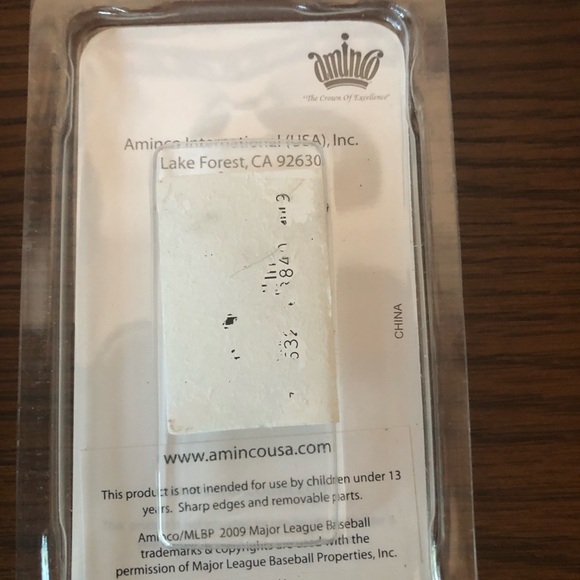 aminco
"The Crown Of Excellence"
Aminco International (USA), Inc.
Lake Forest, CA 92630
CHINA
www.amincousa.com
This product is not inended for use by children under 13
years. Sharp edges and removable parts.
Aminco/MLBP 2009 Major League Baseball
trademarks & copyrights are used with the
permission of Major League Baseball Properties, Inc.